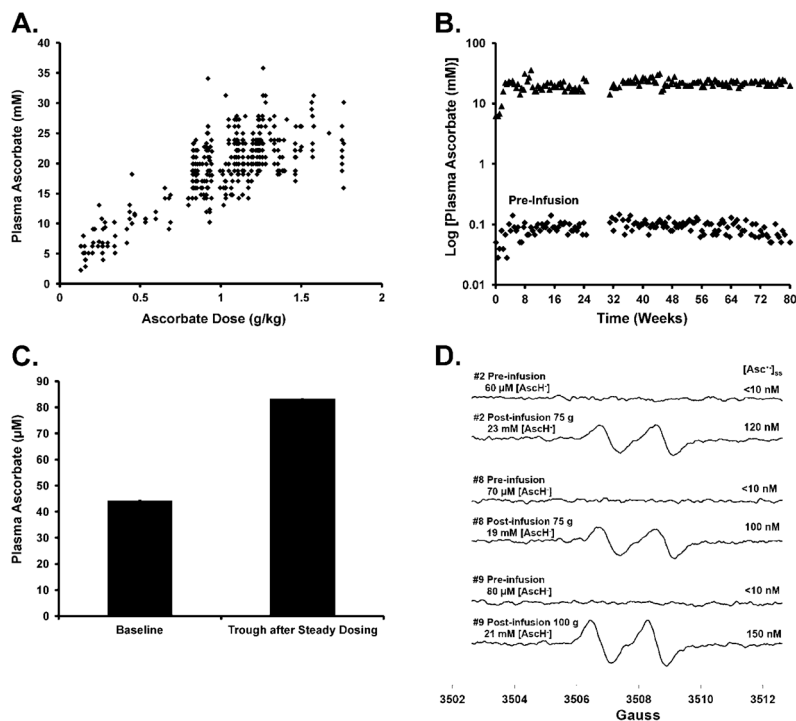 A.
Plasma Ascorbate (mM)
40
35
30
25
20
15
10
5
0
0
0.5
1
1.5
2
Ascorbate Dose (g/kg)
B.
Log [Plasma Ascorbate (mM)]
100
10
1
0.1
0.01
Pre-Infusion
0 8 16 24 32 40 48 56 64 72 80
Time (Weeks)
C.
Plasma Ascorbate (µM)
90
80
70
60
50
40
30
20
10
0
Baseline
Trough after Steady Dosing
D.
[Asc•-]ss
#2 Pre-infusion
60 µM [AscH-]
<10 nM
#2 Post-infusion 75 g
23 mM [AscH-]
120 nM
#8 Pre-infusion
70 µM [AscH-]
<10 nM
#8 Post-infusion 75 g
19 mM [AscH-]
100 nM
#9 Pre-infusion
80 µM [AscH-]
<10 nM
#9 Post-infusion 100 g
21 mM [AscH-]
150 nM
3502 3504 3506 3508 3510 3512
Gauss